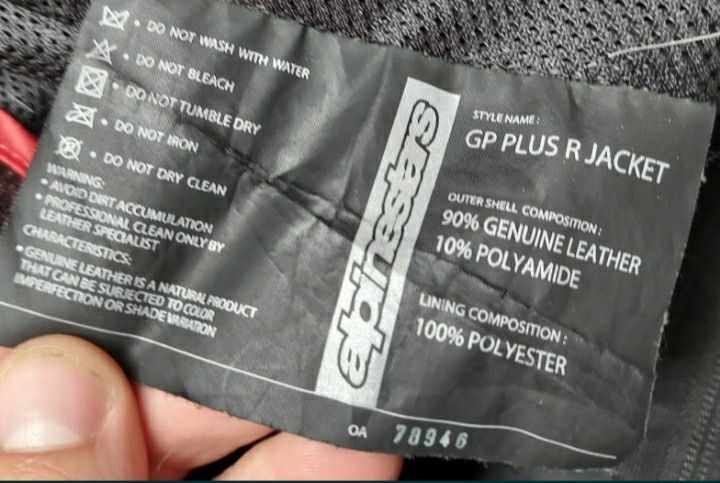 • DO NOT WASH WITH WATER
• DO NOT BLEACH
• DO NOT TUMBLE DRY
• DO NOT IRON
• DO NOT DRY CLEAN
WARNING:
• AVOID DIRT ACCUMULATION
• PROFESSIONAL CLEAN ONLY BY
LEATHER SPECIALIST
CHARACTERISTICS:
• GENUINE LEATHER IS A NATURAL PRODUCT
THAT CAN BE SUBJECTED TO COLOR
IMPERFECTION OR SHADE VARIATION
alpinestars
STYLE NAME:
GP PLUS R JACKET
OUTER SHELL COMPOSITION:
90% GENUINE LEATHER
10% POLYAMIDE
LINING COMPOSITION:
100% POLYESTER
OA 78946